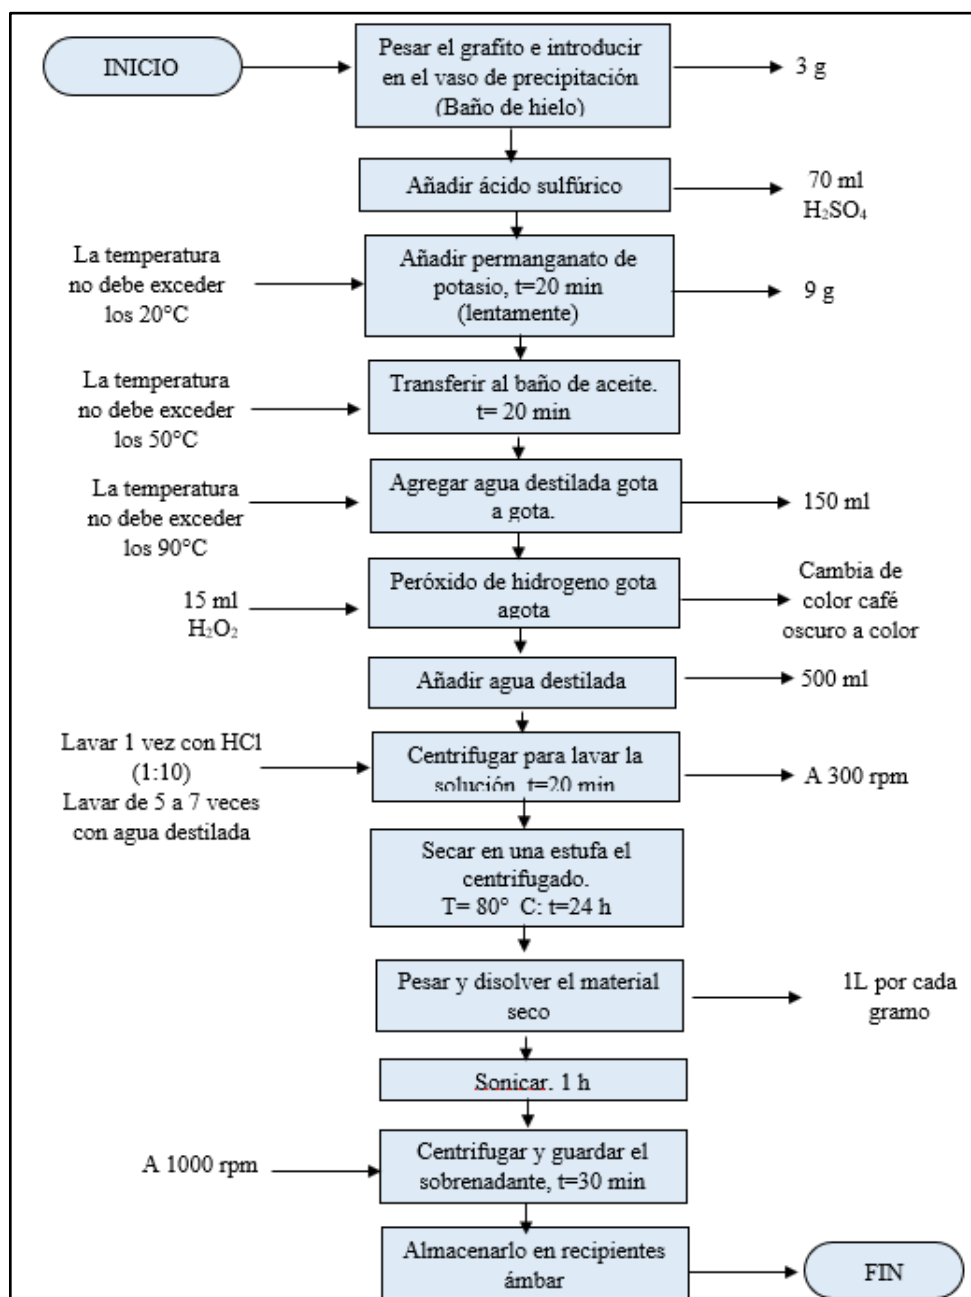 INICIO
Pesar el grafito e introducir
en el vaso de precipitación
(Baño de hielo)
3 g
Añadir ácido sulfúrico
70 ml
H₂SO₄
La temperatura
no debe exceder
los 20°C
Añadir permanganato de
potasio, t=20 min
(lentamente)
9 g
La temperatura
no debe exceder
los 50°C
Transferir al baño de aceite.
t= 20 min
La temperatura
no debe exceder
los 90°C
Agregar agua destilada gota
a gota.
150 ml
15 ml
H₂O₂
Peróxido de hidrogeno gota
agota
Cambia de
color café
oscuro a color
Añadir agua destilada
500 ml
Lavar 1 vez con HCl
(1:10)
Lavar de 5 a 7 veces
con agua destilada
Centrifugar para lavar la
solución t=20 min
A 300 rpm
Secar en una estufa el
centrifugado.
T= 80° C: t=24 h
Pesar y disolver el material
seco
1L por cada
gramo
Sonicar. 1 h
A 1000 rpm
Centrifugar y guardar el
sobrenadante, t=30 min
Almacenarlo en recipientes
ámbar
FIN